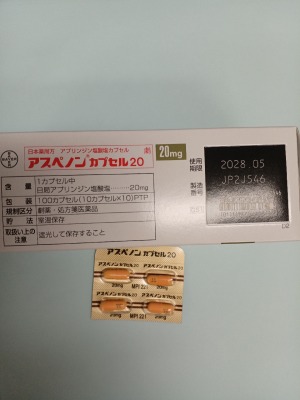 日本薬局方 アプリンジン塩酸塩カプセル
劇
アスペノン®カプセル20
20mg
BAYER
含量 1カプセル中
日局アプリンジン塩酸塩………20mg
包装 100カプセル(10カプセル×10)PTP
規制区分 劇薬・処方箋医薬品
貯法 室温保存
取扱い上の注意 遮光して保存すること
使用期限 2028.05
製造番号 JP2J546
アスペノン カプセル20
20mg MPI 221 20mg
20mg MPI 221 20mg